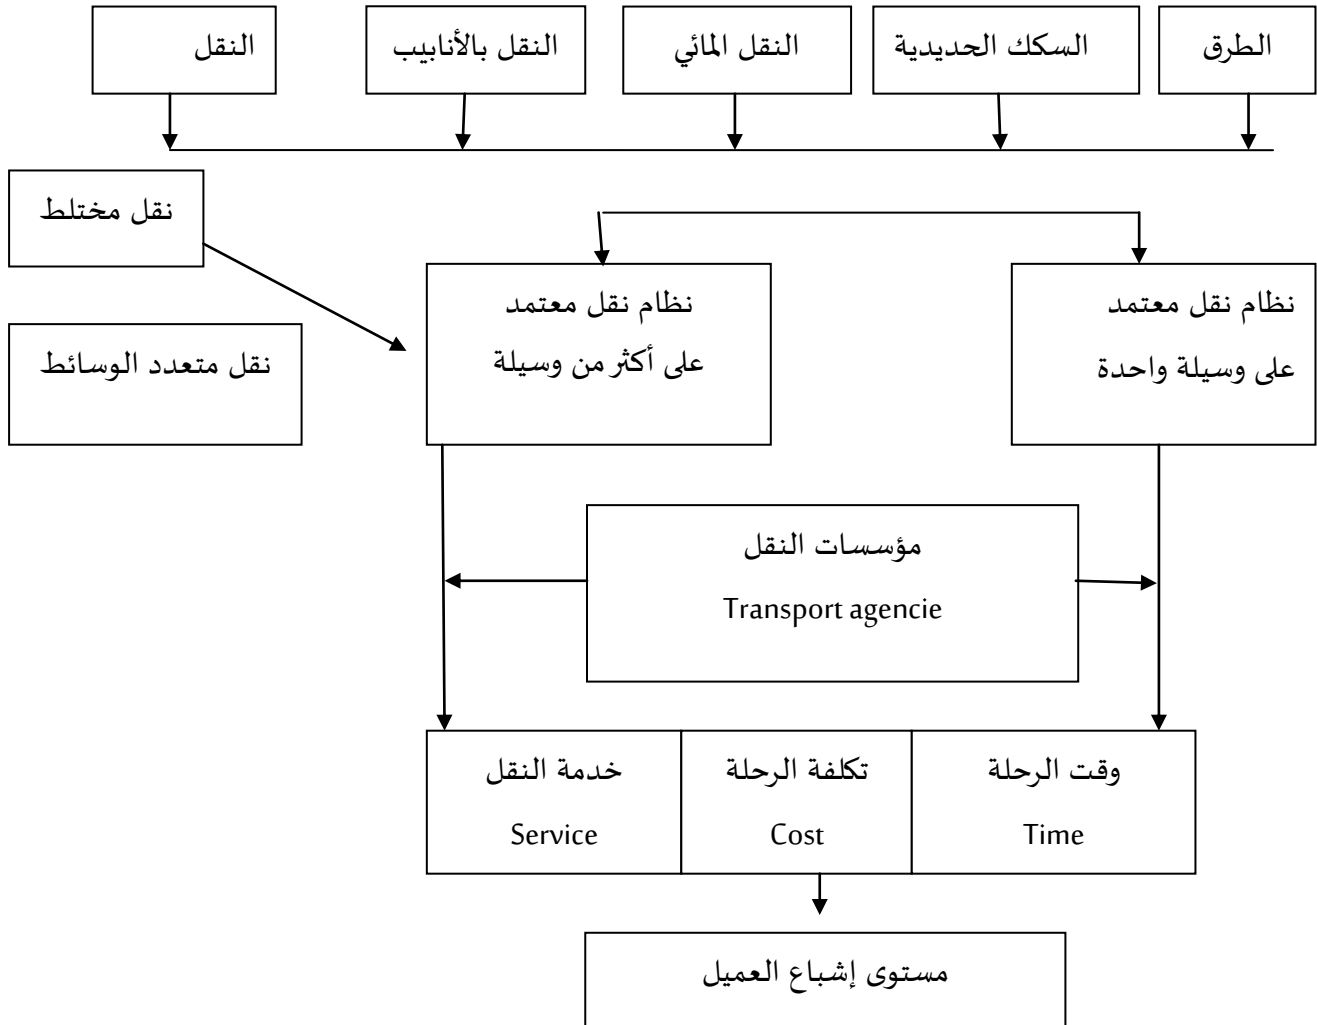 الطرق
السكك الحديدية
النقل المائي
النقل بالأنابيب
النقل
نقل مختلط
نظام نقل معتمد
على وسيلة واحدة
نظام نقل معتمد
على أكثر من وسيلة
نقل متعدد الوسائط
مؤسسات النقل
Transport agencie
وقت الرحلة
Time
تكلفة الرحلة
Cost
خدمة النقل
Service
مستوى إشباع العميل